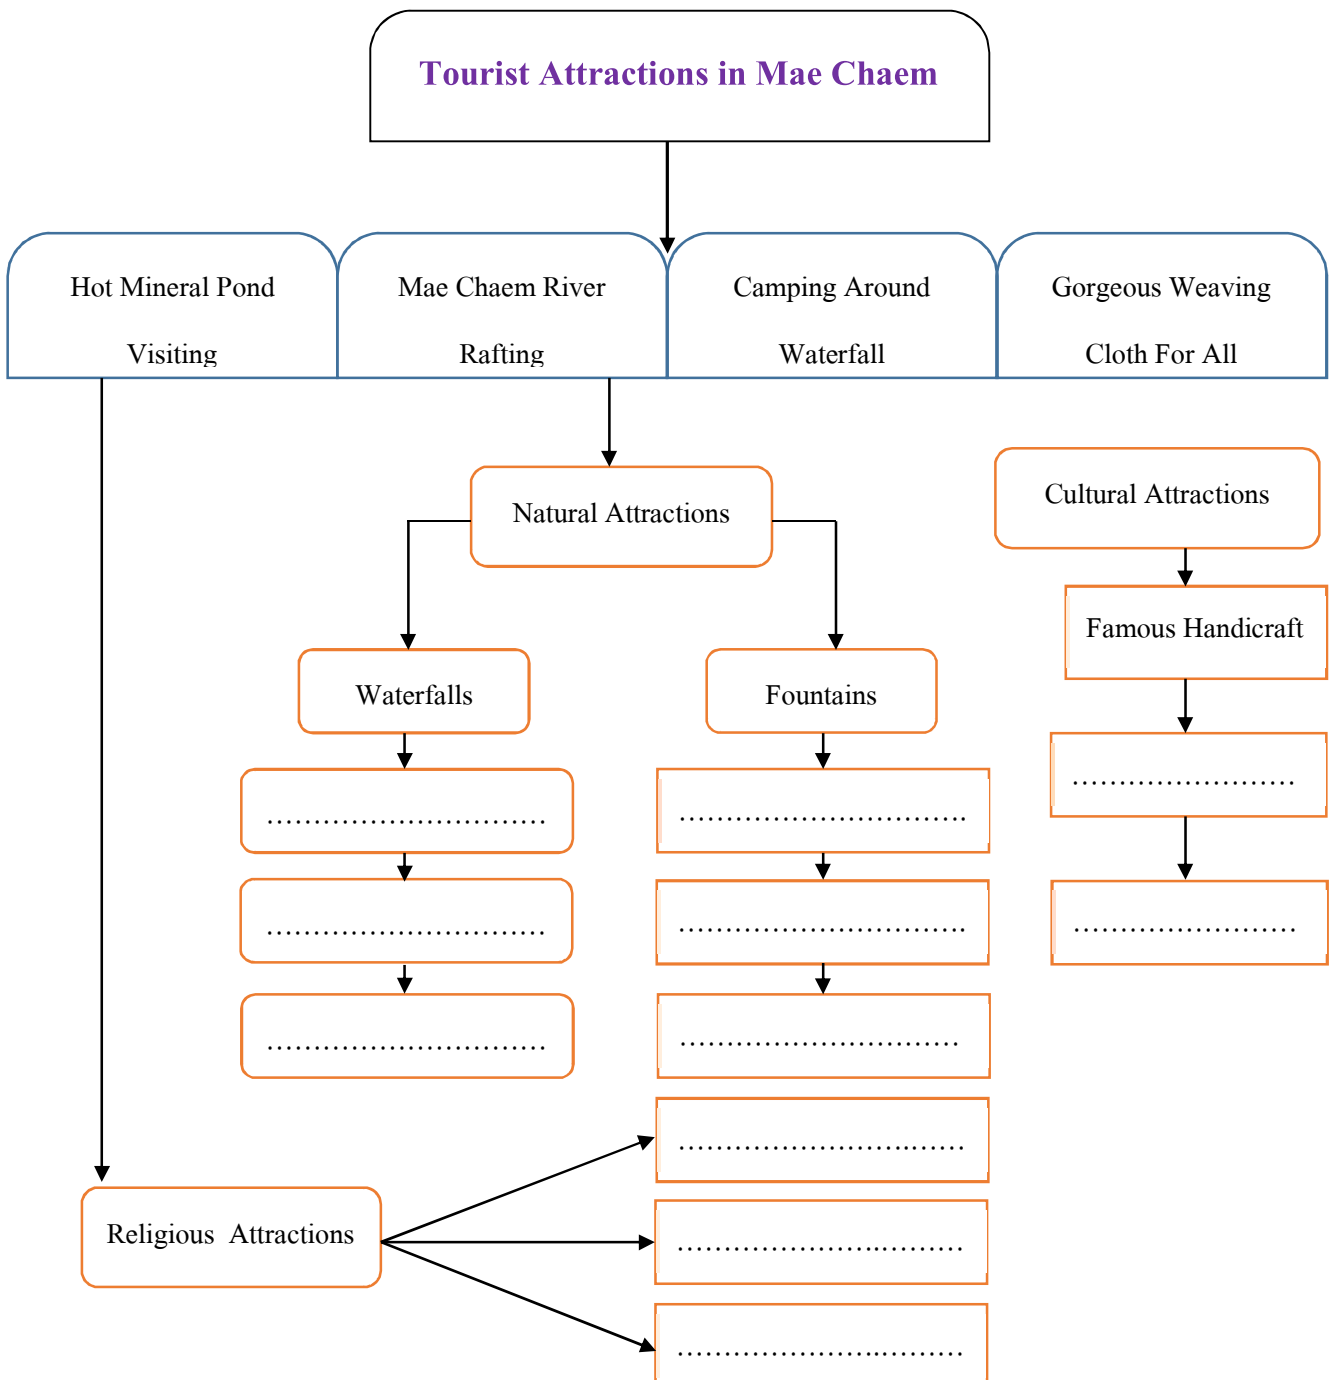 Tourist Attractions in Mae Chaem
Hot Mineral Pond
Visiting
Mae Chaem River
Rafting
Camping Around
Waterfall
Gorgeous Weaving
Cloth For All
Natural Attractions
Cultural Attractions
Famous Handicraft
Waterfalls
Fountains
…………………………
………………………….
……………………
…………………………
………………………….
……………………
…………………………
…………………………
…………………..……
Religious  Attractions
…………………..………
…………………..………